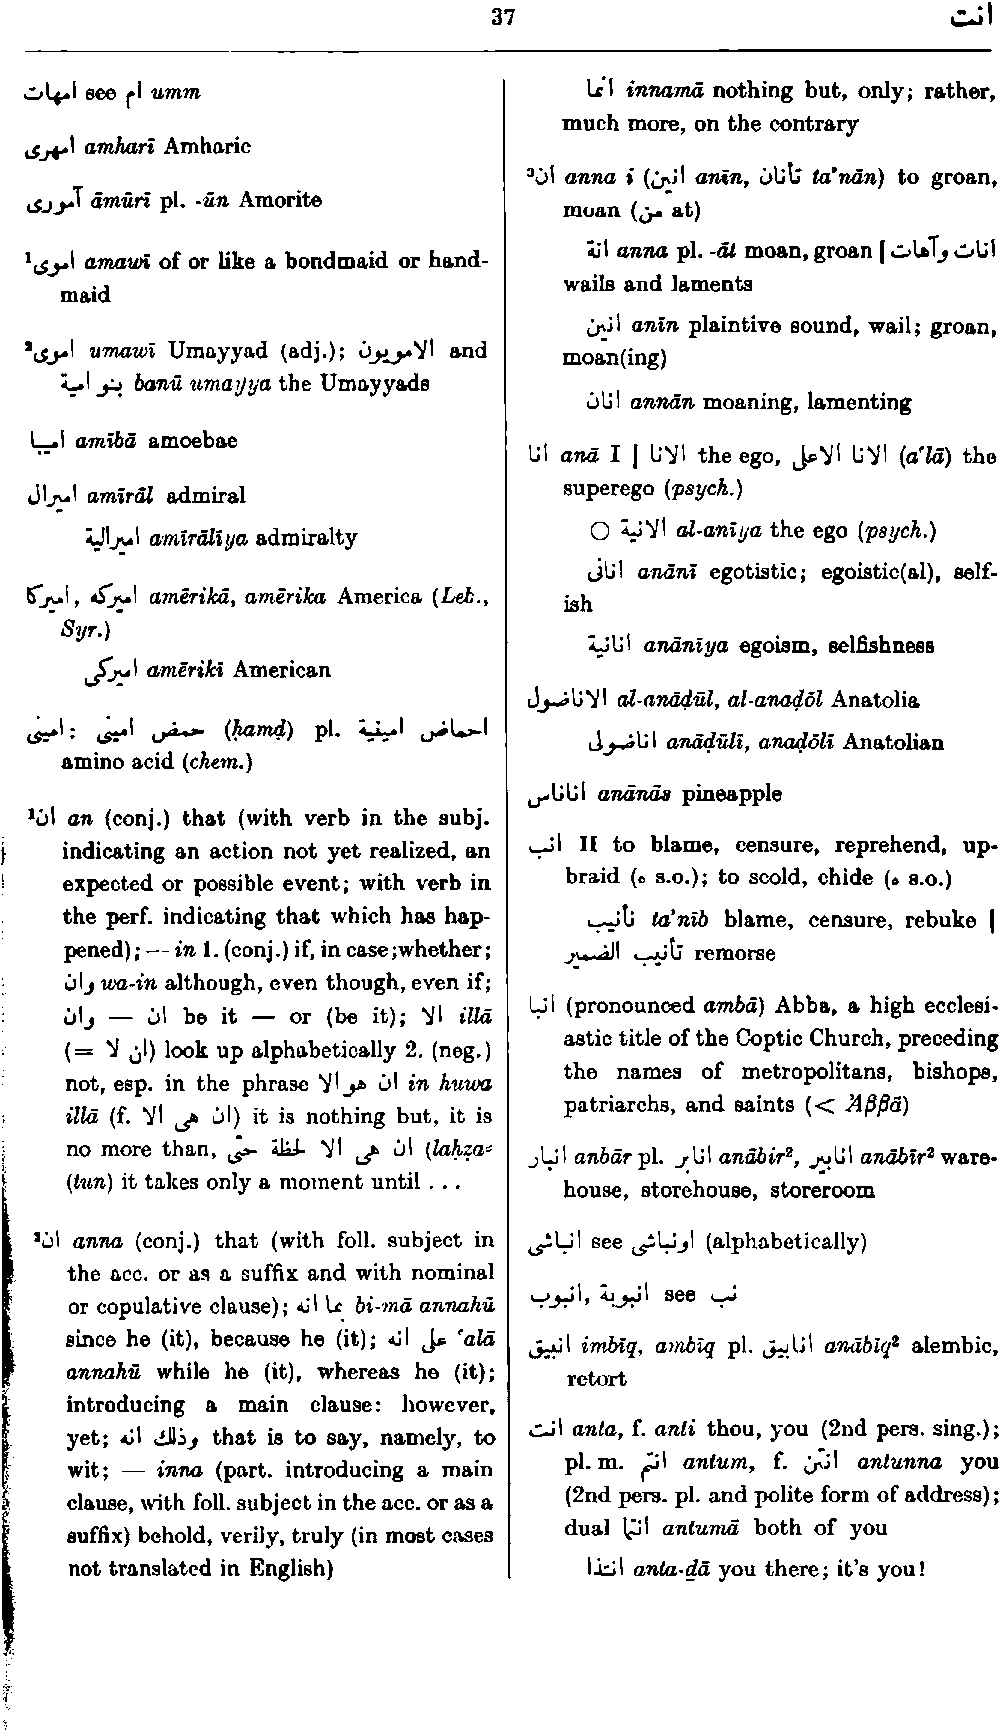 37
انت
امهات see ام umm
امهرى amharī Amharic
آمورى āmūrī pl. -ūn Amorite
¹اموى amawī of or like a bondmaid or hand-
maid
²اموى umawī Umayyad (adj.); الامويون and
بنو امية banū umayya the Umayyads
اميبا amībā amoebae
اميرال amīrāl admiral
اميرالية amīrālīya admiralty
اميركا, اميركه amērikā, amērika America (Leb.,
Syr.)
اميركى amērikī American
امينى: حمض امينى (ḥamḍ) pl. احماض امينية
amino acid (chem.)
¹ان an (conj.) that (with verb in the subj.
indicating an action not yet realized, an
expected or possible event; with verb in
the perf. indicating that which has hap-
pened); — in 1. (conj.) if, in case; whether;
وان wa-in although, even though, even if;
ان — وان be it — or (be it); الا illā
(= ان لا) look up alphabetically 2. (neg.)
not, esp. in the phrase ان هو الا in huwa
illā (f. ان هى الا) it is nothing but, it is
no more than, ان هى الا لحظة حتى (laḥẓa-
(tun) it takes only a moment until . . .
²ان anna (conj.) that (with foll. subject in
the acc. or as a suffix and with nominal
or copulative clause); بما انه bi-mā annahū
since he (it), because he (it); على انه ʿalā
annahū while he (it), whereas he (it);
introducing a main clause: however,
yet; وذلك انه that is to say, namely, to
wit; — inna (part. introducing a main
clause, with foll. subject in the acc. or as a
suffix) behold, verily, truly (in most cases
not translated in English)
انما innamā nothing but, only; rather,
much more, on the contrary
³ان anna i (انين anīn, تأنان taʾnān) to groan,
moan (من at)
انة anna pl. -āt moan, groan | انات وآهات
wails and laments
انين anīn plaintive sound, wail; groan,
moan(ing)
انان annān moaning, lamenting
انا anā I | الانا the ego, الانا الاعلى (aʿlā) the
superego (psych.)
○ الانية al-anīya the ego (psych.)
انانى anānī egotistic; egoistic(al), self-
ish
انانية anānīya egoism, selfishness
الاناضول al-anāḍūl, al-anaḍōl Anatolia
اناضولى anāḍūlī, anaḍōlī Anatolian
اناناس anānās pineapple
انب II to blame, censure, reprehend, up-
braid (ه s.o.); to scold, chide (ه s.o.)
تأنيب taʾnīb blame, censure, rebuke |
تأنيب الضمير remorse
انبا (pronounced ambā) Abba, a high ecclesi-
astic title of the Coptic Church, preceding
the names of metropolitans, bishops,
patriarchs, and saints (< Ἀββᾶ)
انبار anbār pl. انابر anābir², انابير anābīr² ware-
house, storehouse, storeroom
انباشى see اونباشى (alphabetically)
انبوب, انبوبة see نب
انبيق imbīq, ambīq pl. انابيق anābīq² alembic,
retort
انت anta, f. anti thou, you (2nd pers. sing.);
pl. m. انتم antum, f. انتن antunna you
(2nd pers. pl. and polite form of address);
dual انتما antumā both of you
انتذا anta-ḏā you there; it's you!